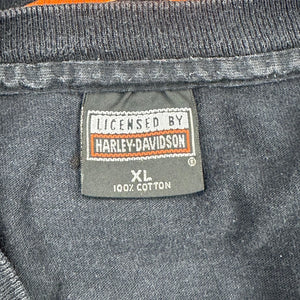 LICENSED BY
HARLEY-DAVIDSON
XL
100% COTTON